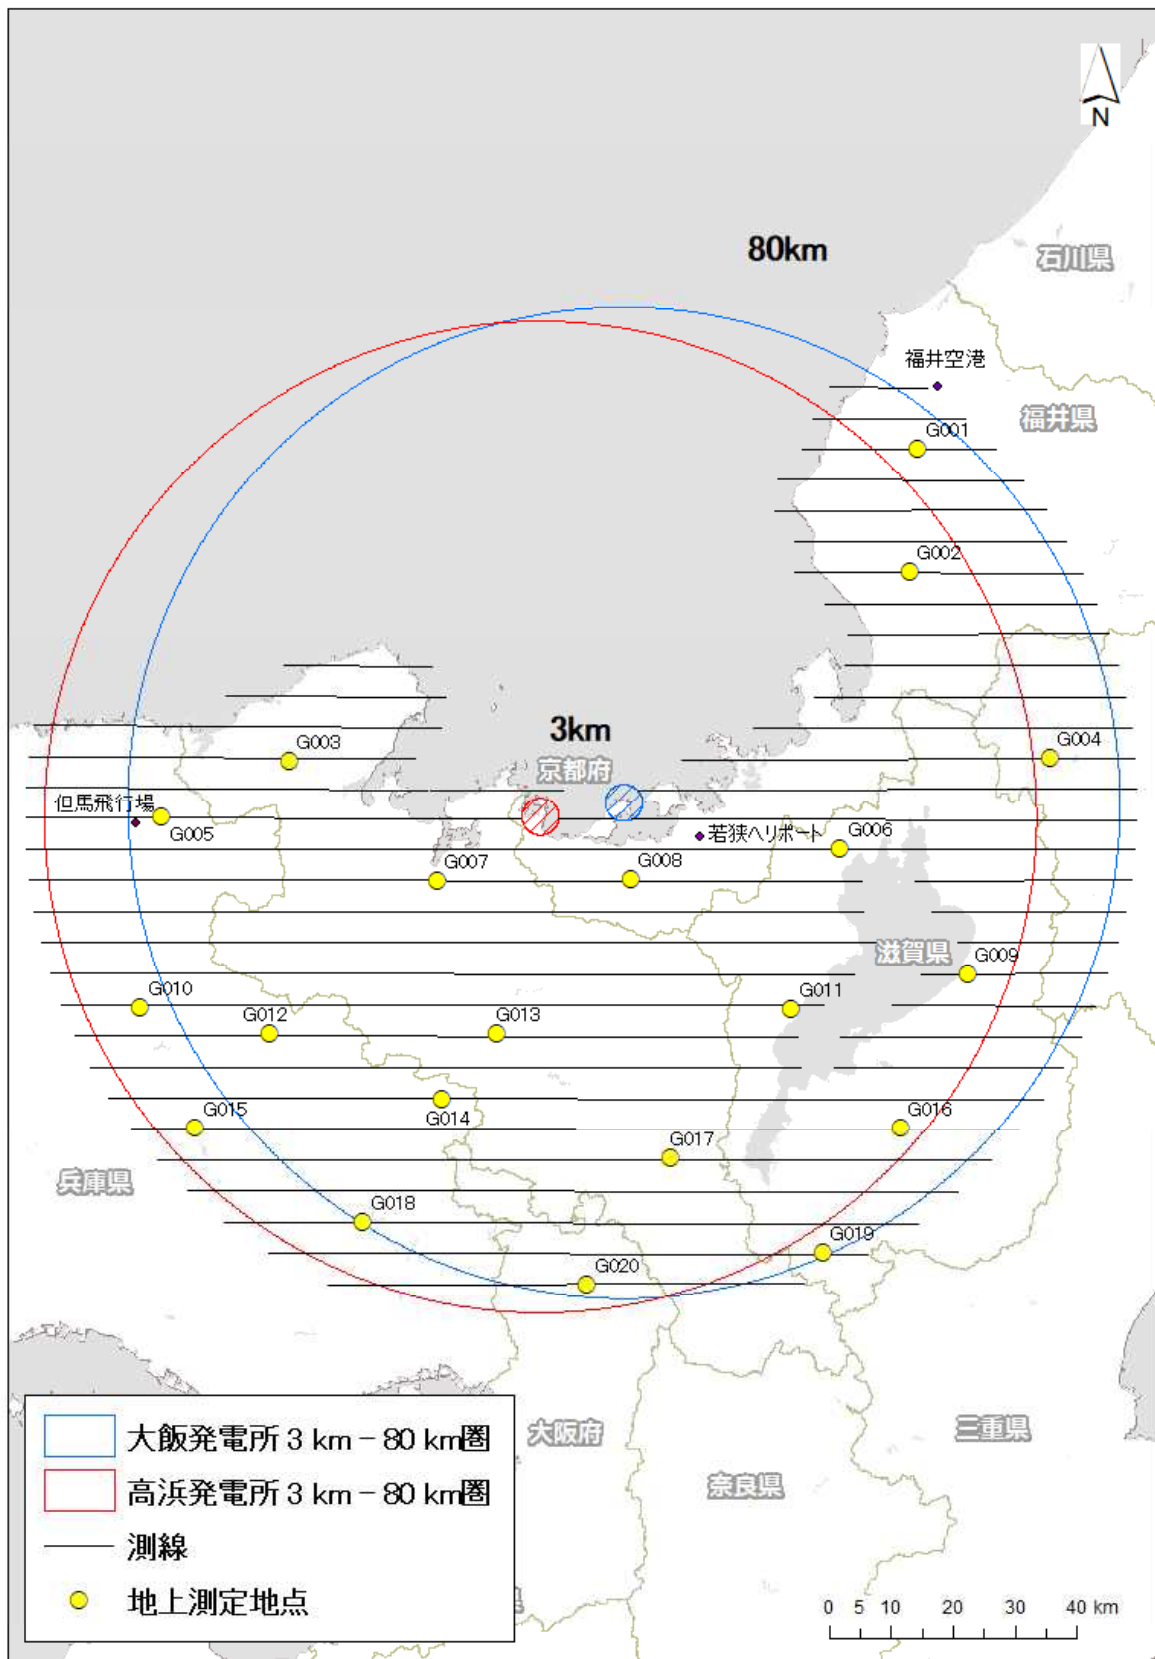 N
80km
石川県
福井空港
福井県
G001
G002
3km
G003
G004
京都府
但馬飛行場
G005
若狭ヘリポート
G006
G007
G008
滋賀県
G009
G010
G011
G012
G013
G014
G015
G016
G017
兵庫県
G018
G019
G020
大阪府
三重県
奈良県
大飯発電所 3 km − 80 km圏
高浜発電所 3 km − 80 km圏
測線
地上測定地点
0 5 10 20 30 40 km